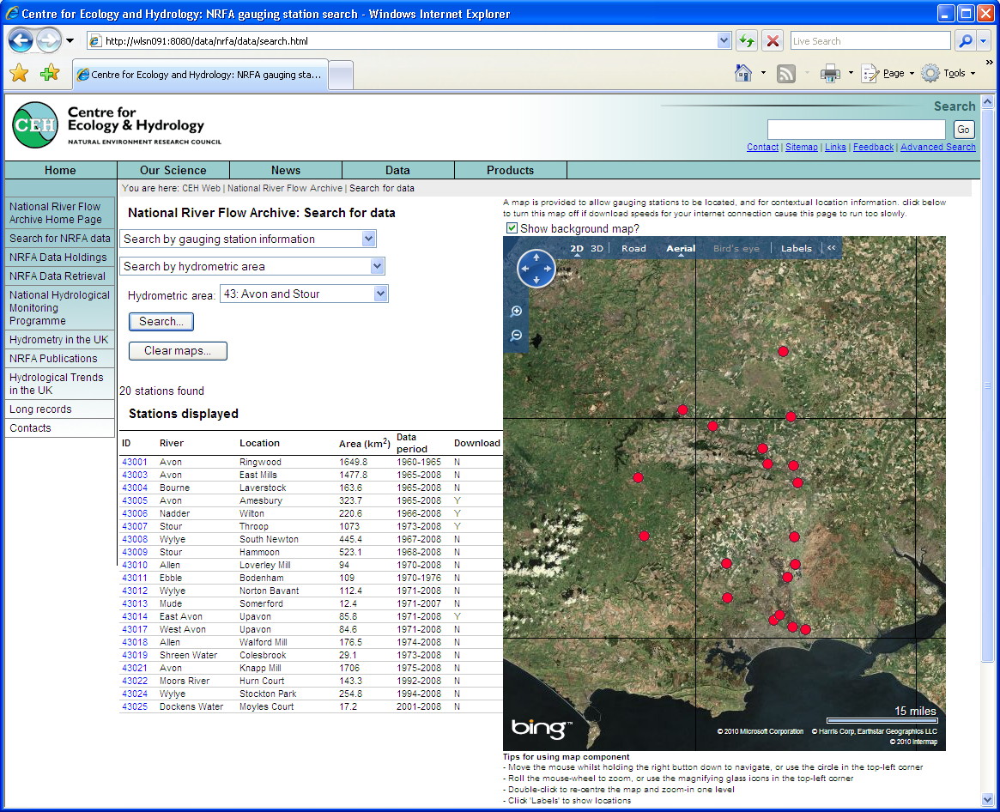 Centre for Ecology and Hydrology: NRFA gauging station search - Windows Internet Explorer
http://wlsn091:8080/data/nrfa/data/search.html
Live Search
Centre for Ecology and Hydrology: NRFA gauging sta...
Page
Tools
CEH
Centre for
Ecology & Hydrology
NATURAL ENVIRONMENT RESEARCH COUNCIL
Search
Go
Contact | Sitemap | Links | Feedback | Advanced Search
Home Our Science News Data Products
You are here: CEH Web | National River Flow Archive | Search for data
National River Flow
Archive Home Page
Search for NRFA data
NRFA Data Holdings
NRFA Data Retrieval
National Hydrological
Monitoring
Programme
Hydrometry in the UK
NRFA Publications
Hydrological Trends
in the UK
Long records
Contacts
National River Flow Archive: Search for data
Search by gauging station information
Search by hydrometric area
Hydrometric area: 43: Avon and Stour
Search...
Clear maps...
20 stations found
Stations displayed
ID River Location Area (km²) Data period Download
43001 Avon Ringwood 1649.8 1960-1965 N
43003 Avon East Mills 1477.8 1965-2008 N
43004 Bourne Laverstock 163.6 1965-2008 N
43005 Avon Amesbury 323.7 1965-2008 Y
43006 Nadder Wilton 220.6 1966-2008 Y
43007 Stour Throop 1073 1973-2008 Y
43008 Wylye South Newton 445.4 1967-2008 N
43009 Stour Hammoon 523.1 1968-2008 N
43010 Allen Loverley Mill 94 1970-2008 N
43011 Ebble Bodenham 109 1970-1976 N
43012 Wylye Norton Bavant 112.4 1971-2008 N
43013 Mude Somerford 12.4 1971-2007 N
43014 East Avon Upavon 85.8 1971-2008 Y
43017 West Avon Upavon 84.6 1971-2008 N
43018 Allen Walford Mill 176.5 1974-2008 N
43019 Shreen Water Colesbrook 29.1 1973-2008 N
43021 Avon Knapp Mill 1706 1975-2008 N
43022 Moors River Hurn Court 143.3 1992-2008 N
43024 Wylye Stockton Park 254.8 1994-2008 N
43025 Dockens Water Moyles Court 17.2 2001-2008 N
A map is provided to allow gauging stations to be located, and for contextual location information. click below
to turn this map off if download speeds for your internet connection cause this page to run too slowly.
Show background map?
2D 3D Road Aerial Bird's eye Labels «
15 miles
bing™
© 2010 Microsoft Corporation © Harris Corp, Earthstar Geographics LLC
© 2010 Intermap
Tips for using map component
- Move the mouse whilst holding the right button down to navigate, or use the circle in the top-left corner
- Roll the mouse-wheel to zoom, or use the magnifying glass icons in the top-left corner
- Double-click to re-centre the map and zoom-in one level
- Click 'Labels' to show locations